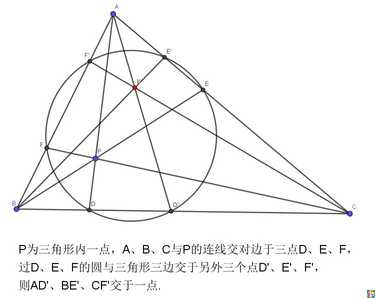 A
F'
E'
P'
E
F
P
B
D
D'
C
P为三角形内一点，A、B、C与P的连线交对边于三点D、E、F，
过D、E、F的圆与三角形三边交于另外三个点D'、E'、F'，
则AD'、BE'、CF'交于一点.